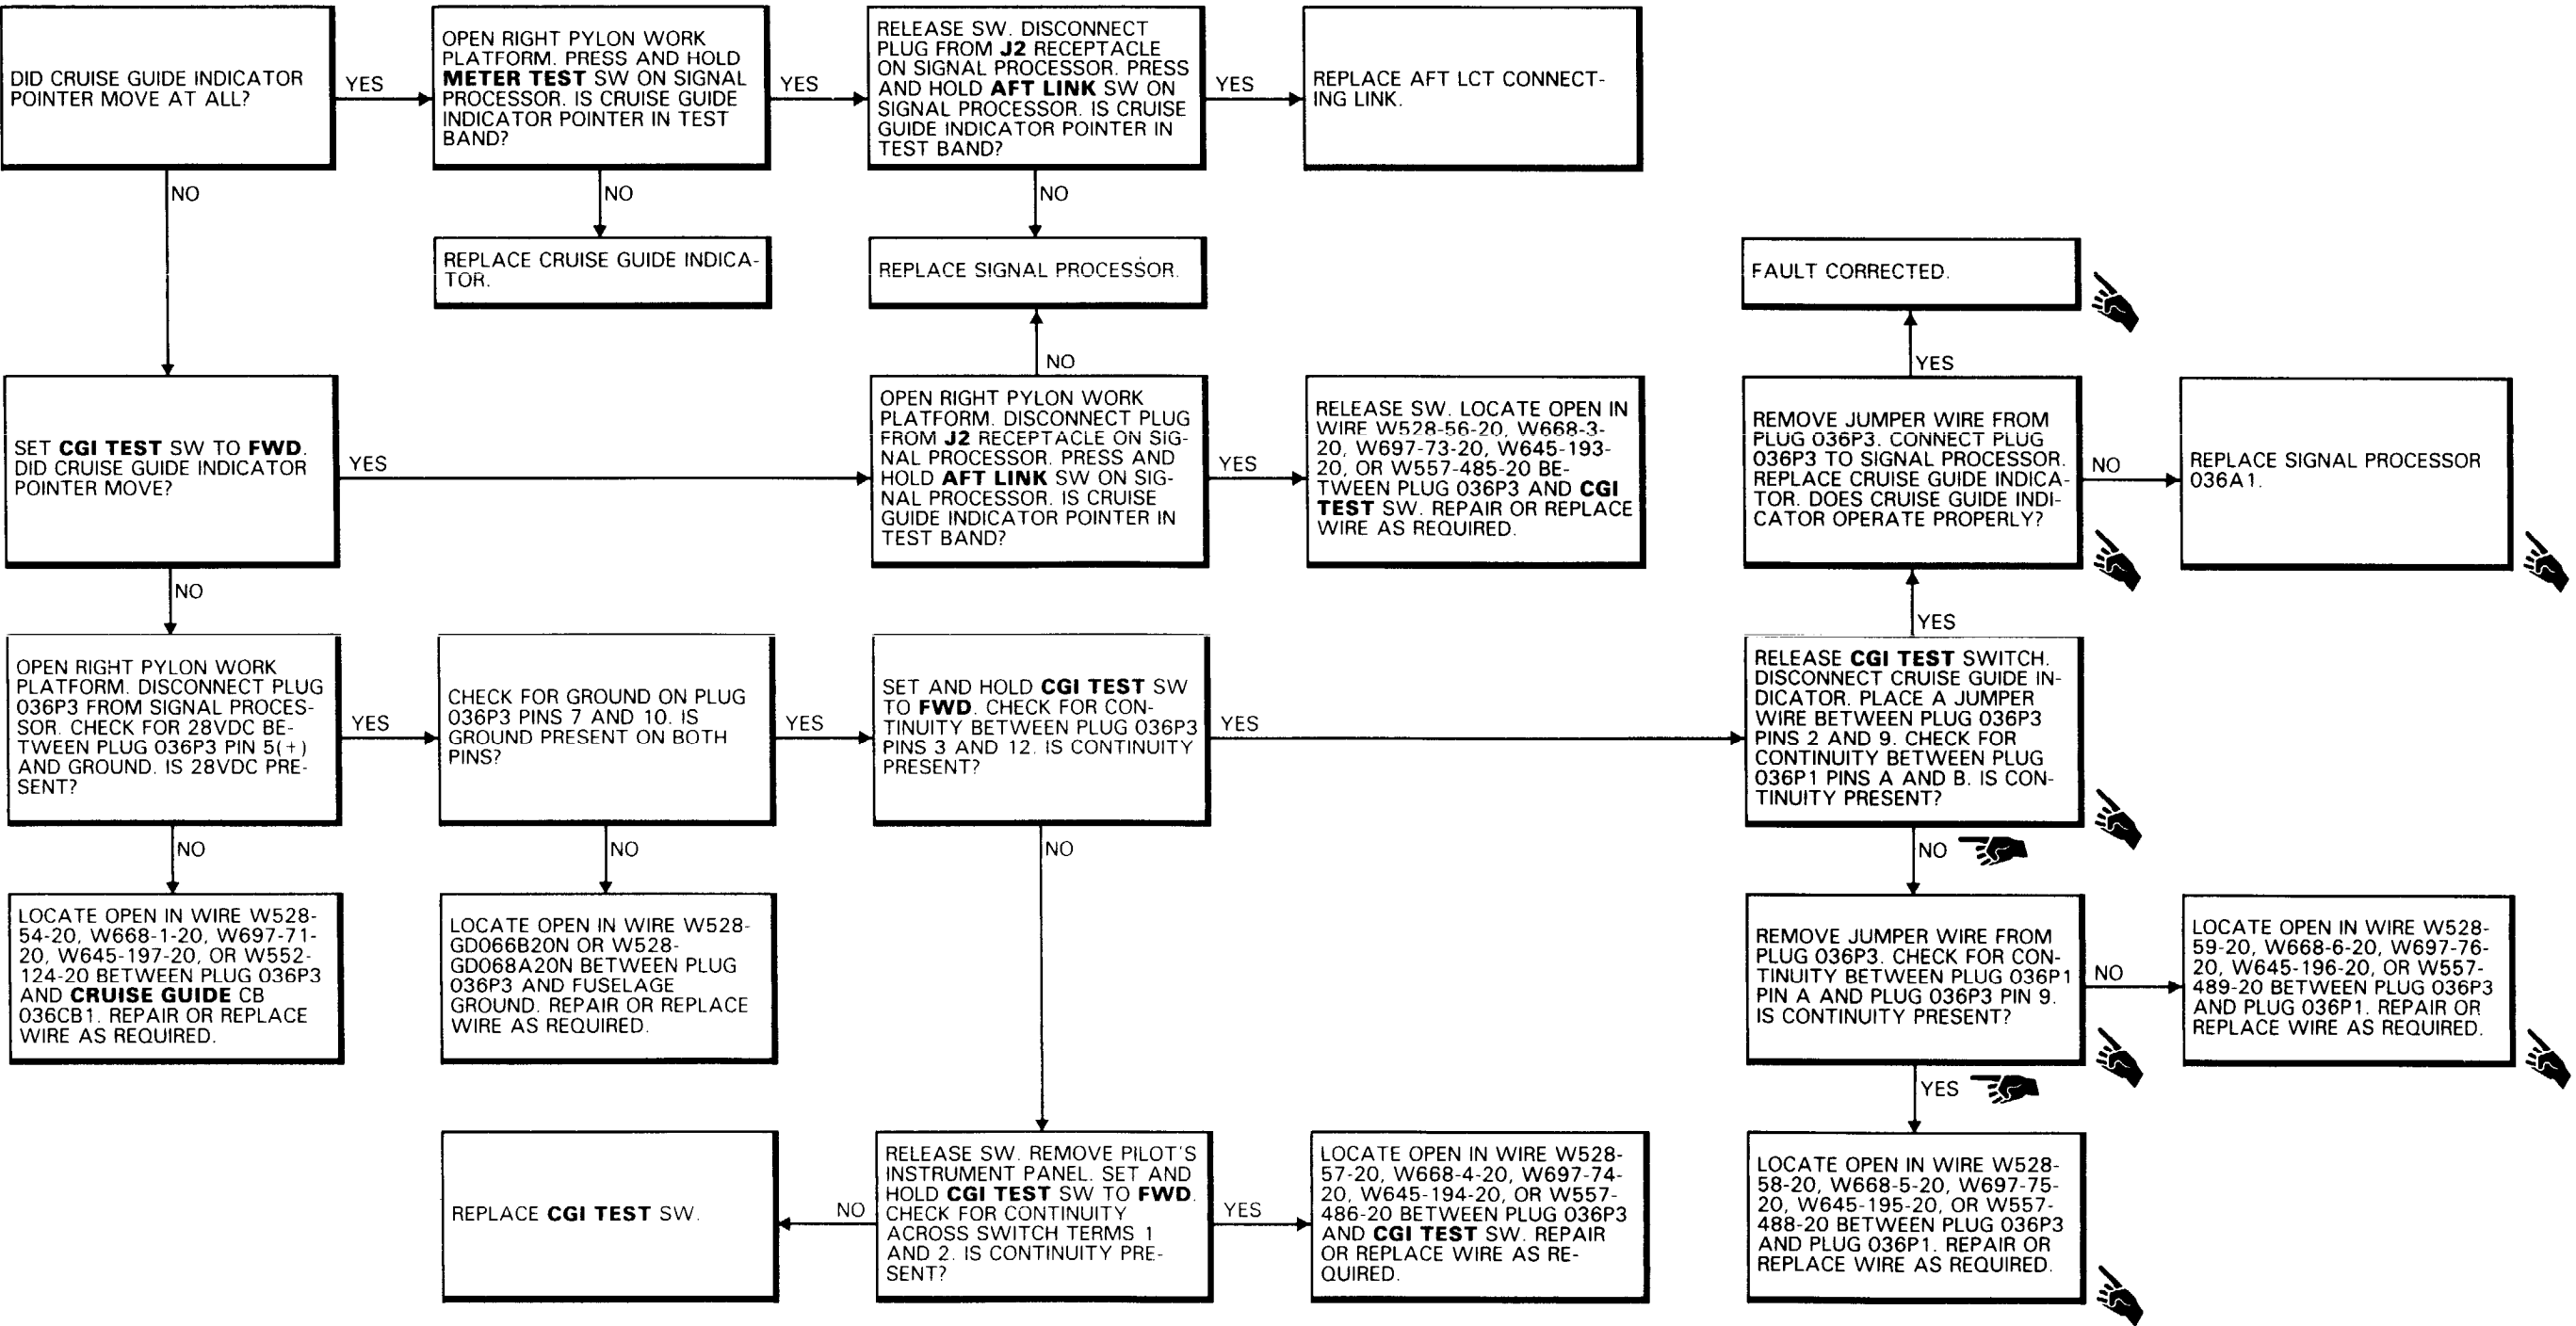 DID CRUISE GUIDE INDICATOR
POINTER MOVE AT ALL?
YES
NO
OPEN RIGHT PYLON WORK
PLATFORM. PRESS AND HOLD
METER TEST SW ON SIGNAL
PROCESSOR. IS CRUISE GUIDE
INDICATOR POINTER IN TEST
BAND?
YES
NO
RELEASE SW. DISCONNECT
PLUG FROM J2 RECEPTACLE
ON SIGNAL PROCESSOR. PRESS
AND HOLD AFT LINK SW ON
SIGNAL PROCESSOR. IS CRUISE
GUIDE INDICATOR POINTER IN
TEST BAND?
YES
NO
REPLACE AFT LCT CONNECT-
ING LINK.
REPLACE CRUISE GUIDE INDICA-
TOR.
REPLACE SIGNAL PROCESSOR.
FAULT CORRECTED.
SET CGI TEST SW TO FWD.
DID CRUISE GUIDE INDICATOR
POINTER MOVE?
YES
NO
NO
OPEN RIGHT PYLON WORK
PLATFORM. DISCONNECT PLUG
FROM J2 RECEPTACLE ON SIG-
NAL PROCESSOR. PRESS AND
HOLD AFT LINK SW ON SIG-
NAL PROCESSOR. IS CRUISE
GUIDE INDICATOR POINTER IN
TEST BAND?
YES
RELEASE SW. LOCATE OPEN IN
WIRE W528-56-20, W668-3-
20, W697-73-20, W645-193-
20, OR W557-485-20 BE-
TWEEN PLUG 036P3 AND CGI
TEST SW. REPAIR OR REPLACE
WIRE AS REQUIRED.
YES
REMOVE JUMPER WIRE FROM
PLUG 036P3. CONNECT PLUG
036P3 TO SIGNAL PROCESSOR.
REPLACE CRUISE GUIDE INDICA-
TOR. DOES CRUISE GUIDE INDI-
CATOR OPERATE PROPERLY?
NO
REPLACE SIGNAL PROCESSOR
036A1.
YES
OPEN RIGHT PYLON WORK
PLATFORM. DISCONNECT PLUG
036P3 FROM SIGNAL PROCES-
SOR. CHECK FOR 28VDC BE-
TWEEN PLUG 036P3 PIN 5(+)
AND GROUND. IS 28VDC PRE-
SENT?
YES
NO
CHECK FOR GROUND ON PLUG
036P3 PINS 7 AND 10. IS
GROUND PRESENT ON BOTH
PINS?
YES
NO
SET AND HOLD CGI TEST SW
TO FWD. CHECK FOR CON-
TINUITY BETWEEN PLUG 036P3
PINS 3 AND 12. IS CONTINUITY
PRESENT?
YES
NO
RELEASE CGI TEST SWITCH.
DISCONNECT CRUISE GUIDE IN-
DICATOR. PLACE A JUMPER
WIRE BETWEEN PLUG 036P3
PINS 2 AND 9. CHECK FOR
CONTINUITY BETWEEN PLUG
036P1 PINS A AND B. IS CON-
TINUITY PRESENT?
NO
LOCATE OPEN IN WIRE W528-
54-20, W668-1-20, W697-71-
20, W645-197-20, OR W552-
124-20 BETWEEN PLUG 036P3
AND CRUISE GUIDE CB
036CB1. REPAIR OR REPLACE
WIRE AS REQUIRED.
LOCATE OPEN IN WIRE W528-
GD066B20N OR W528-
GD068A20N BETWEEN PLUG
036P3 AND FUSELAGE
GROUND. REPAIR OR REPLACE
WIRE AS REQUIRED.
REMOVE JUMPER WIRE FROM
PLUG 036P3. CHECK FOR CON-
TINUITY BETWEEN PLUG 036P1
PIN A AND PLUG 036P3 PIN 9.
IS CONTINUITY PRESENT?
NO
YES
LOCATE OPEN IN WIRE W528-
59-20, W668-6-20, W697-76-
20, W645-196-20, OR W557-
489-20 BETWEEN PLUG 036P3
AND PLUG 036P1. REPAIR OR
REPLACE WIRE AS REQUIRED.
REPLACE CGI TEST SW.
NO
RELEASE SW. REMOVE PILOT'S
INSTRUMENT PANEL. SET AND
HOLD CGI TEST SW TO FWD.
CHECK FOR CONTINUITY
ACROSS SWITCH TERMS 1
AND 2. IS CONTINUITY PRE-
SENT?
YES
LOCATE OPEN IN WIRE W528-
57-20, W668-4-20, W697-74-
20, W645-194-20, OR W557-
486-20 BETWEEN PLUG 036P3
AND CGI TEST SW. REPAIR
OR REPLACE WIRE AS RE-
QUIRED.
LOCATE OPEN IN WIRE W528-
58-20, W668-5-20, W697-75-
20, W645-195-20, OR W557-
488-20 BETWEEN PLUG 036P3
AND PLUG 036P1. REPAIR OR
REPLACE WIRE AS REQUIRED.